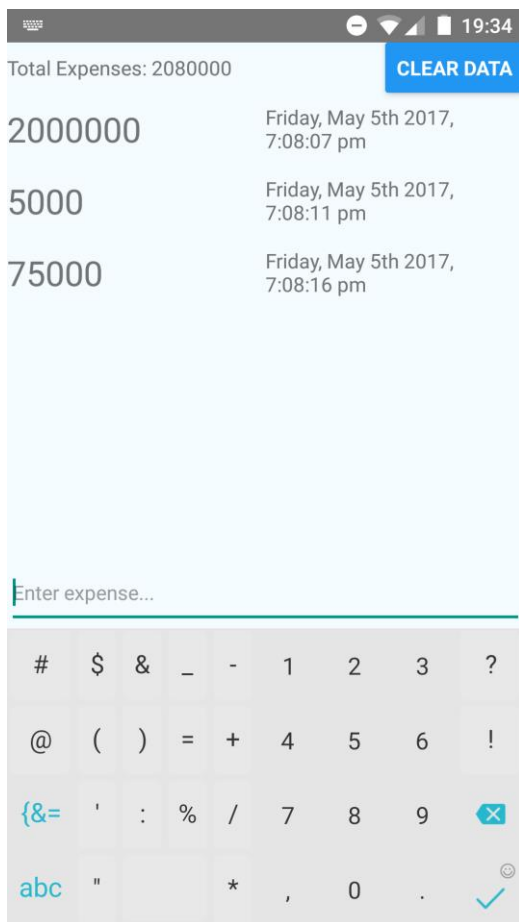 19:34
Total Expenses: 2080000
CLEAR DATA
2000000
Friday, May 5th 2017,
7:08:07 pm
5000
Friday, May 5th 2017,
7:08:11 pm
75000
Friday, May 5th 2017,
7:08:16 pm
Enter expense...
# $ & _ - 1 2 3 ?
@ ( ) = + 4 5 6 !
{&= ' : % / 7 8 9
abc " * , 0 .